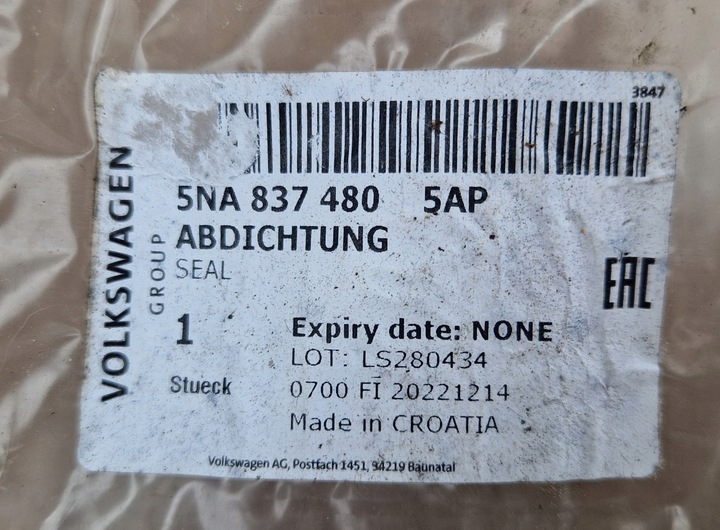 3847
VOLKSWAGEN
GROUP
5NA 837 480 5AP
ABDICHTUNG
SEAL
EAC
1 Expiry date: NONE
LOT: LS280434
Stueck 0700 FI 20221214
Made in CROATIA
Volkswagen AG, Postfach 1451, 34219 Baunatal